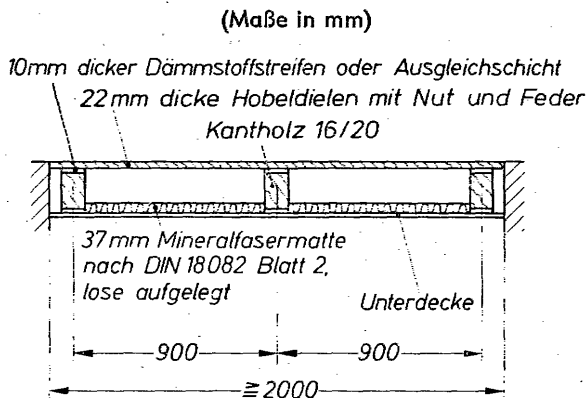 (Maße in mm)
10mm dicker Dämmstoffstreifen oder Ausgleichschicht
22mm dicke Hobeldielen mit Nut und Feder
Kantholz 16/20
37mm Mineralfasermatte
nach DIN 18082 Blatt 2,
lose aufgelegt
Unterdecke
900 900
≧2000